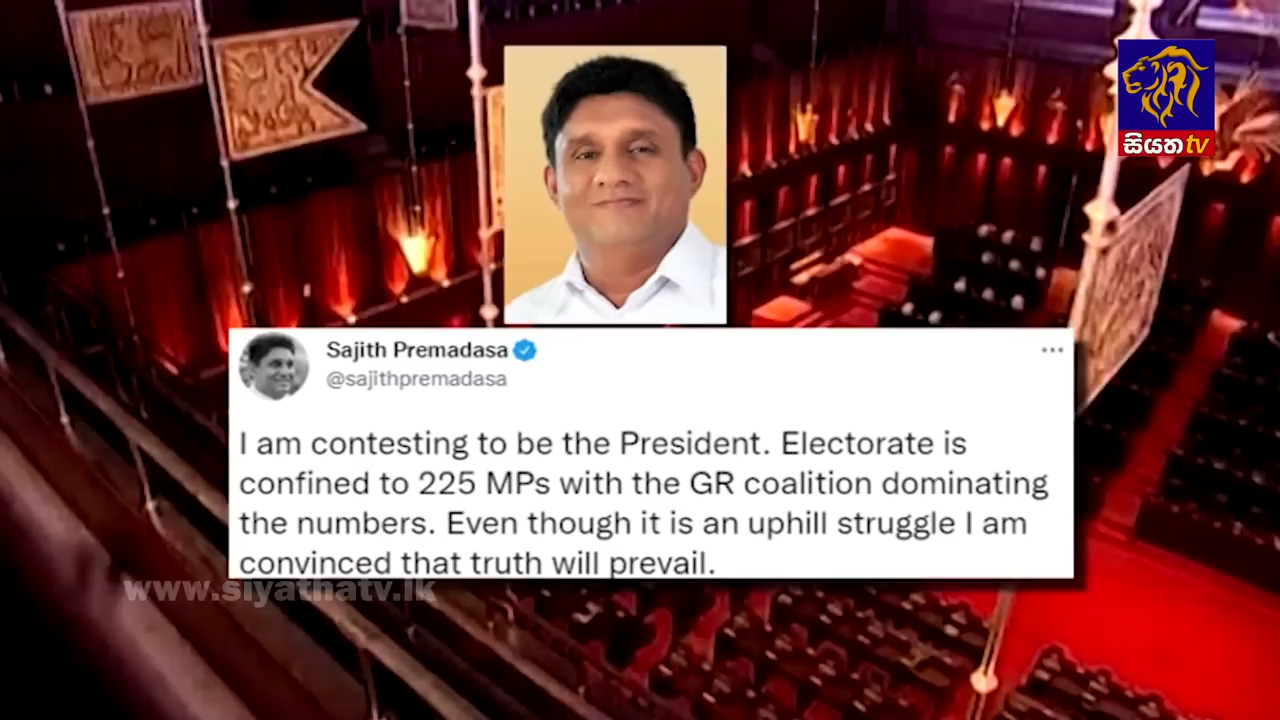 සියත tv
Sajith Premadasa
@sajithpremadasa
I am contesting to be the President. Electorate is
confined to 225 MPs with the GR coalition dominating
the numbers. Even though it is an uphill struggle I am
convinced that truth will prevail.
www.siyathatv.lk